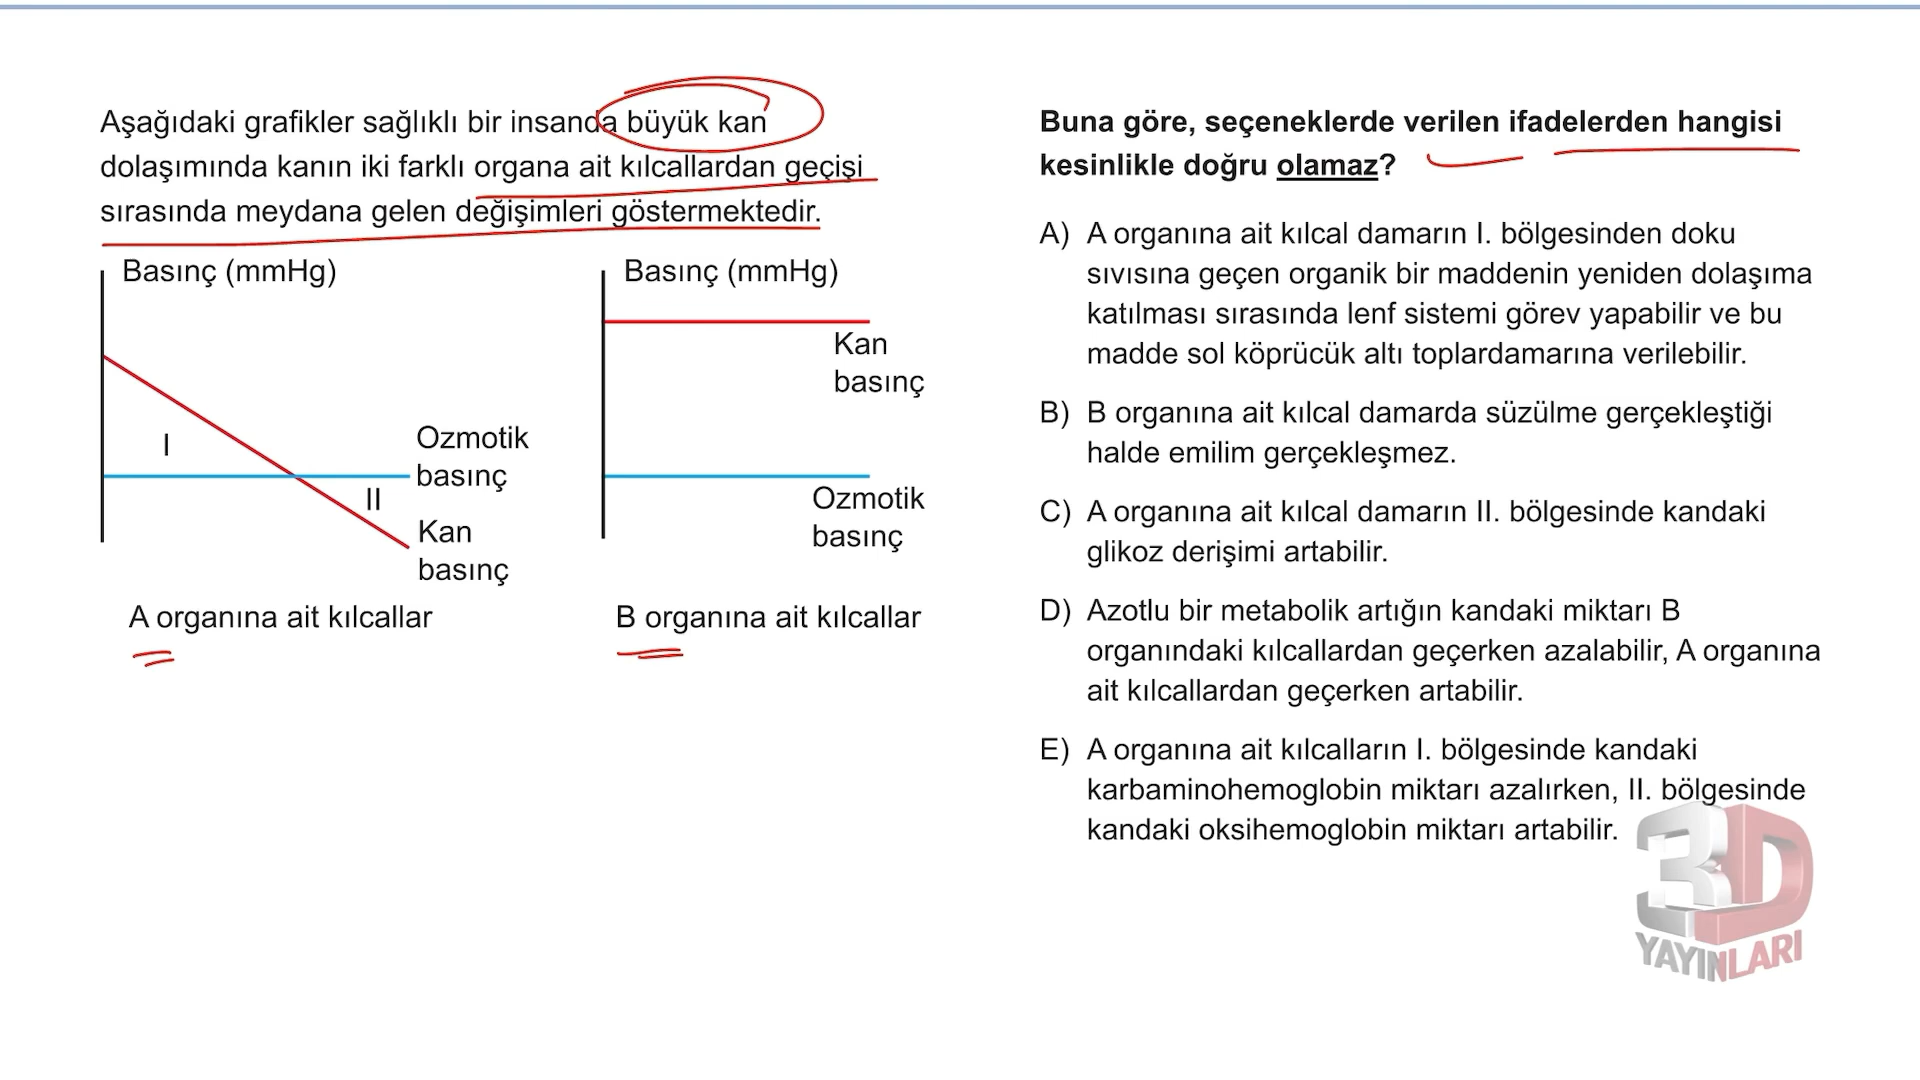 Aşağıdaki grafikler sağlıklı bir insanda büyük kan
dolaşımında kanın iki farklı organa ait kılcallardan geçişi
sırasında meydana gelen değişimleri göstermektedir.
Basınç (mmHg)
I
Ozmotik
basınç
II
Kan
basınç
A organına ait kılcallar
Basınç (mmHg)
Kan
basınç
Ozmotik
basınç
B organına ait kılcallar
Buna göre, seçeneklerde verilen ifadelerden hangisi
kesinlikle doğru olamaz?
A) A organına ait kılcal damarın I. bölgesinden doku
sıvısına geçen organik bir maddenin yeniden dolaşıma
katılması sırasında lenf sistemi görev yapabilir ve bu
madde sol köprücük altı toplardamarına verilebilir.
B) B organına ait kılcal damarda süzülme gerçekleştiği
halde emilim gerçekleşmez.
C) A organına ait kılcal damarın II. bölgesinde kandaki
glikoz derişimi artabilir.
D) Azotlu bir metabolik artığın kandaki miktarı B
organındaki kılcallardan geçerken azalabilir, A organına
ait kılcallardan geçerken artabilir.
E) A organına ait kılcalların I. bölgesinde kandaki
karbaminohemoglobin miktarı azalırken, II. bölgesinde
kandaki oksihemoglobin miktarı artabilir.
3D
YAYINLARI